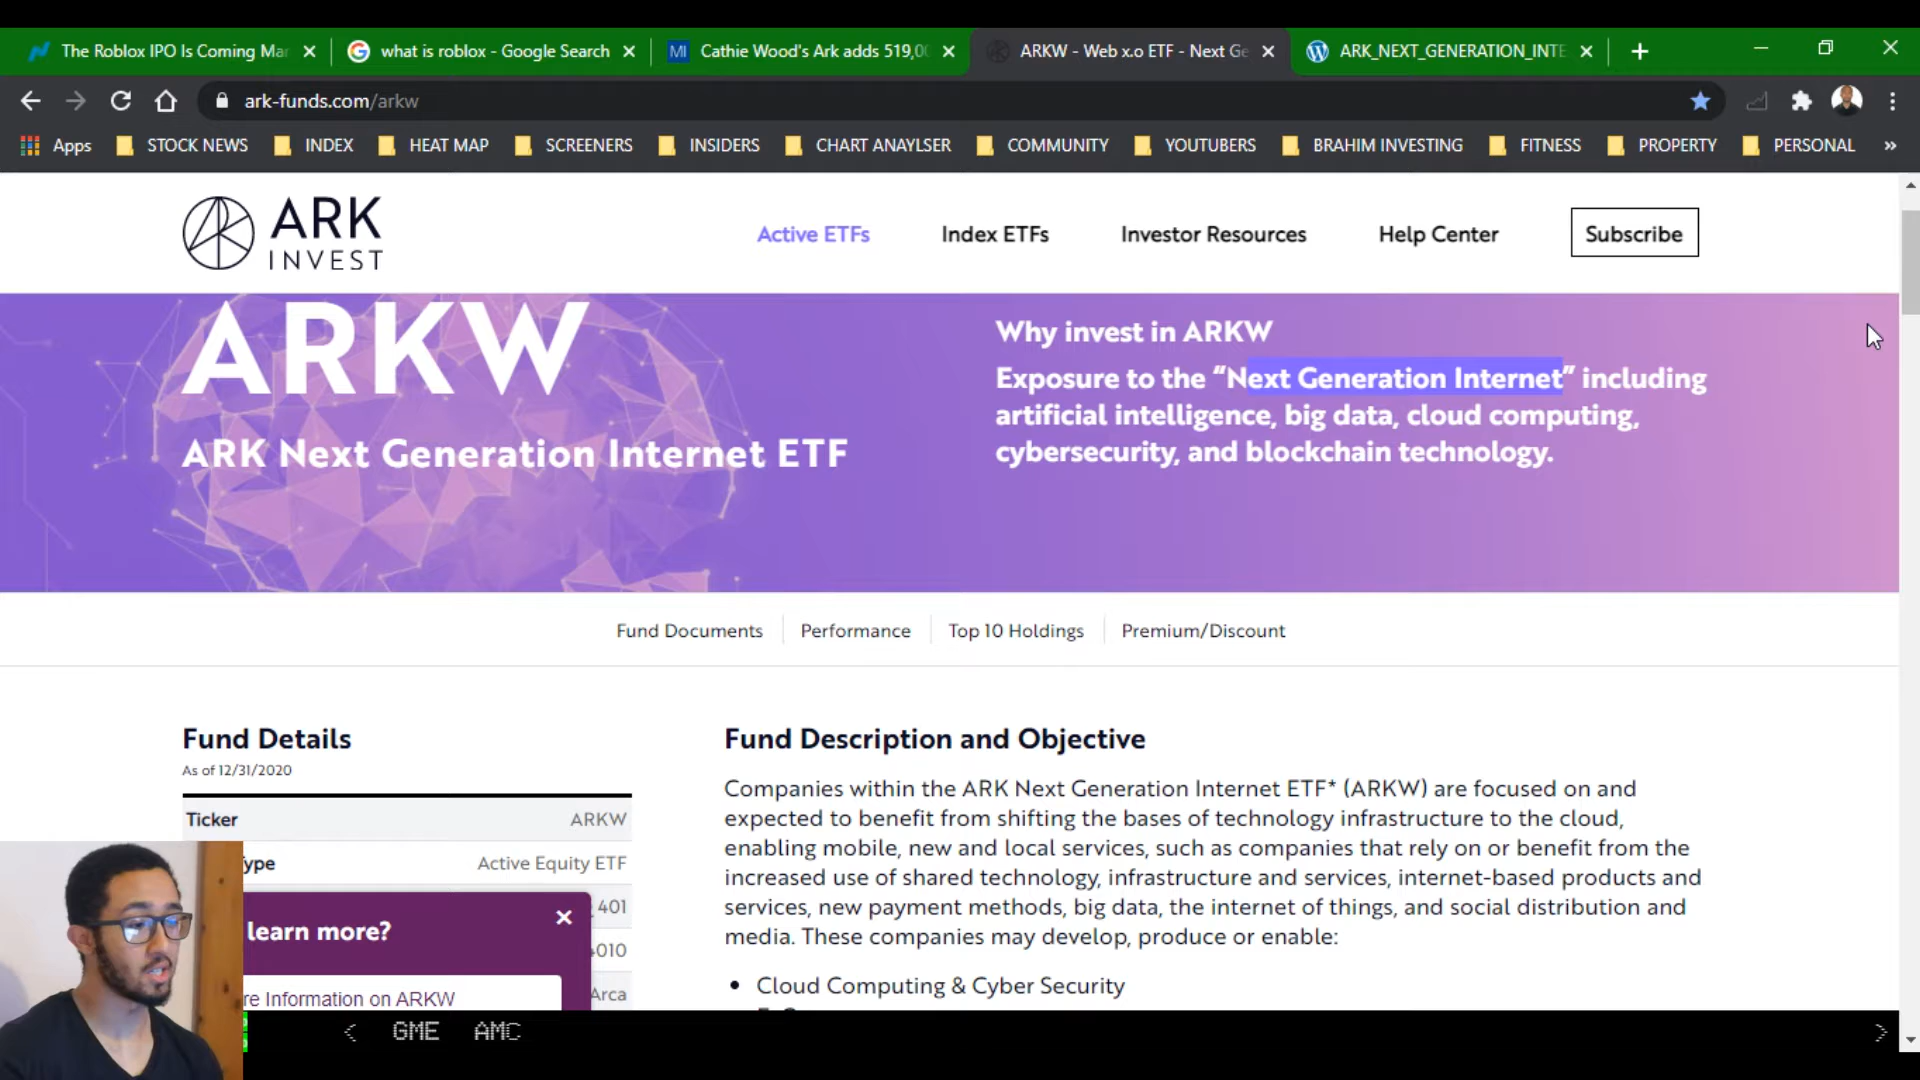 The Roblox IPO Is Coming Mar
what is roblox - Google Search
MI
Cathie Wood's Ark adds 519,0
ARKW - Web x.o ETF - Next Ge
ARK_NEXT_GENERATION_INTE
ark-funds.com/arkw
Apps
STOCK NEWS
INDEX
HEAT MAP
SCREENERS
INSIDERS
CHART ANAYLSER
COMMUNITY
YOUTUBERS
BRAHIM INVESTING
FITNESS
PROPERTY
PERSONAL
ARK
INVEST
Active ETFs
Index ETFs
Investor Resources
Help Center
Subscribe
ARKW
ARK Next Generation Internet ETF
Why invest in ARKW
Exposure to the “Next Generation Internet” including
artificial intelligence, big data, cloud computing,
cybersecurity, and blockchain technology.
Fund Documents
Performance
Top 10 Holdings
Premium/Discount
Fund Details
As of 12/31/2020
Ticker
ARKW
ype
Active Equity ETF
401
010
Arca
learn more?
re Information on ARKW
Fund Description and Objective
Companies within the ARK Next Generation Internet ETF* (ARKW) are focused on and
expected to benefit from shifting the bases of technology infrastructure to the cloud,
enabling mobile, new and local services, such as companies that rely on or benefit from the
increased use of shared technology, infrastructure and services, internet-based products and
services, new payment methods, big data, the internet of things, and social distribution and
media. These companies may develop, produce or enable:
• Cloud Computing & Cyber Security
GME
AMC